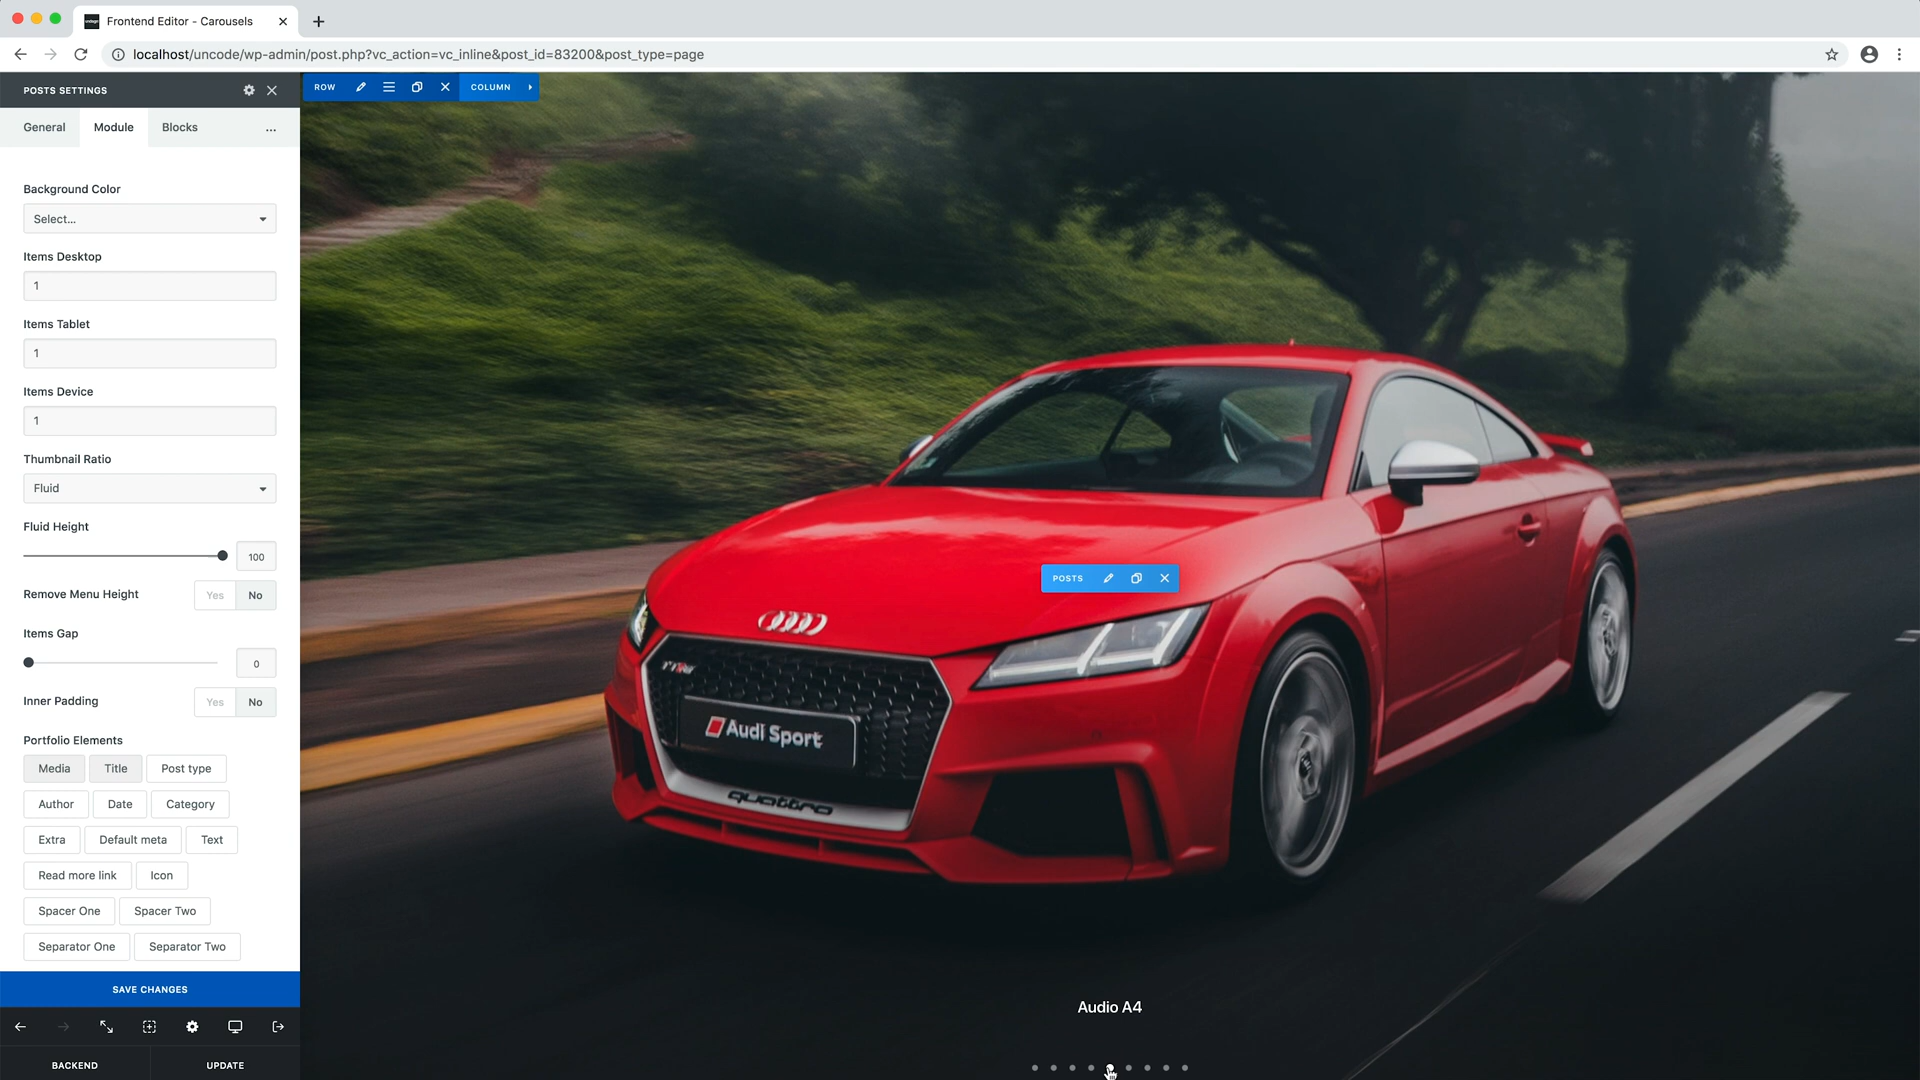 Frontend Editor - Carousels
localhost/uncode/wp-admin/post.php?vc_action=vc_inline&post_id=83200&post_type=page
POSTS SETTINGS
General Module Blocks ...
Background Color
Select...
Items Desktop
1
Items Tablet
1
Items Device
1
Thumbnail Ratio
Fluid
Fluid Height
100
Remove Menu Height Yes No
Items Gap
0
Inner Padding Yes No
Portfolio Elements
Media Title Post type
Author Date Category
Extra Default meta Text
Read more link Icon
Spacer One Spacer Two
Separator One Separator Two
SAVE CHANGES
BACKEND UPDATE
ROW COLUMN
POSTS
TTRS
Audi Sport
quattro
Audio A4